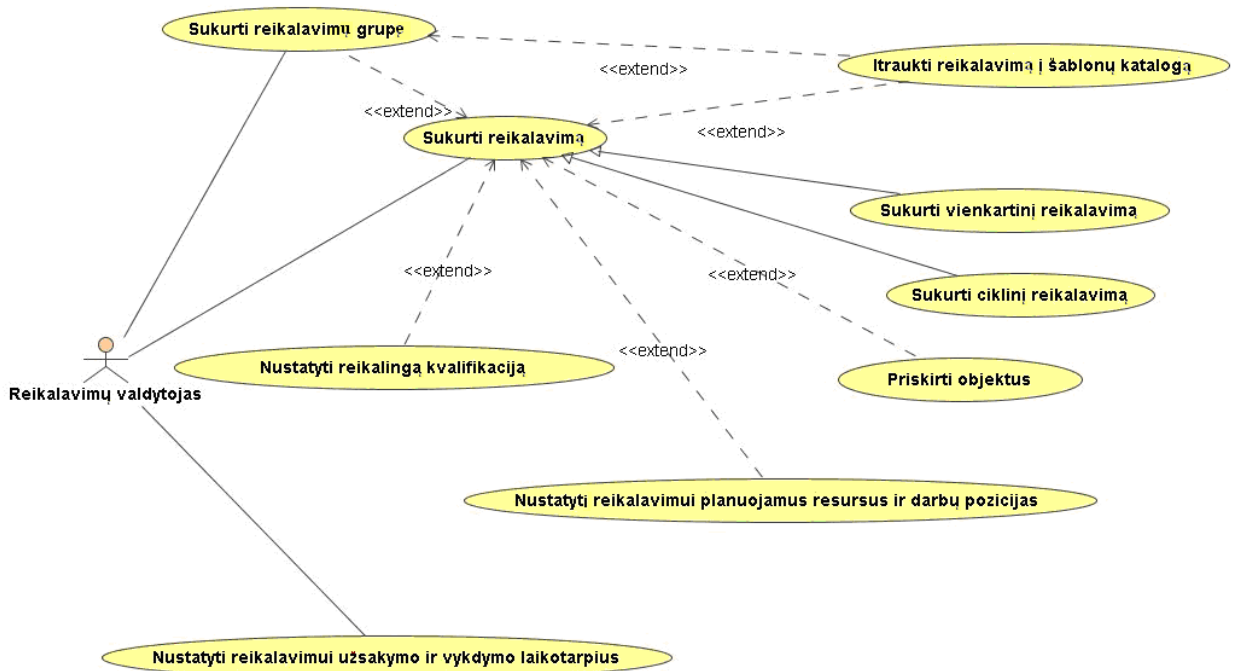 Sukurti reikalavimų grupę
<<extend>>
Itraukti reikalavimą į šablonų katalogą
<<extend>>
Sukurti reikalavimą
<<extend>>
Sukurti vienkartinį reikalavimą
<<extend>>
<<extend>>
Sukurti ciklinį reikalavimą
<<extend>>
Nustatyti reikalingą kvalifikaciją
Priskirti objektus
Reikalavimų valdytojas
Nustatytį reikalavimui planuojamus resursus ir darbų pozicijas
Nustatyti reikalavimui užsakymo ir vykdymo laikotarpius